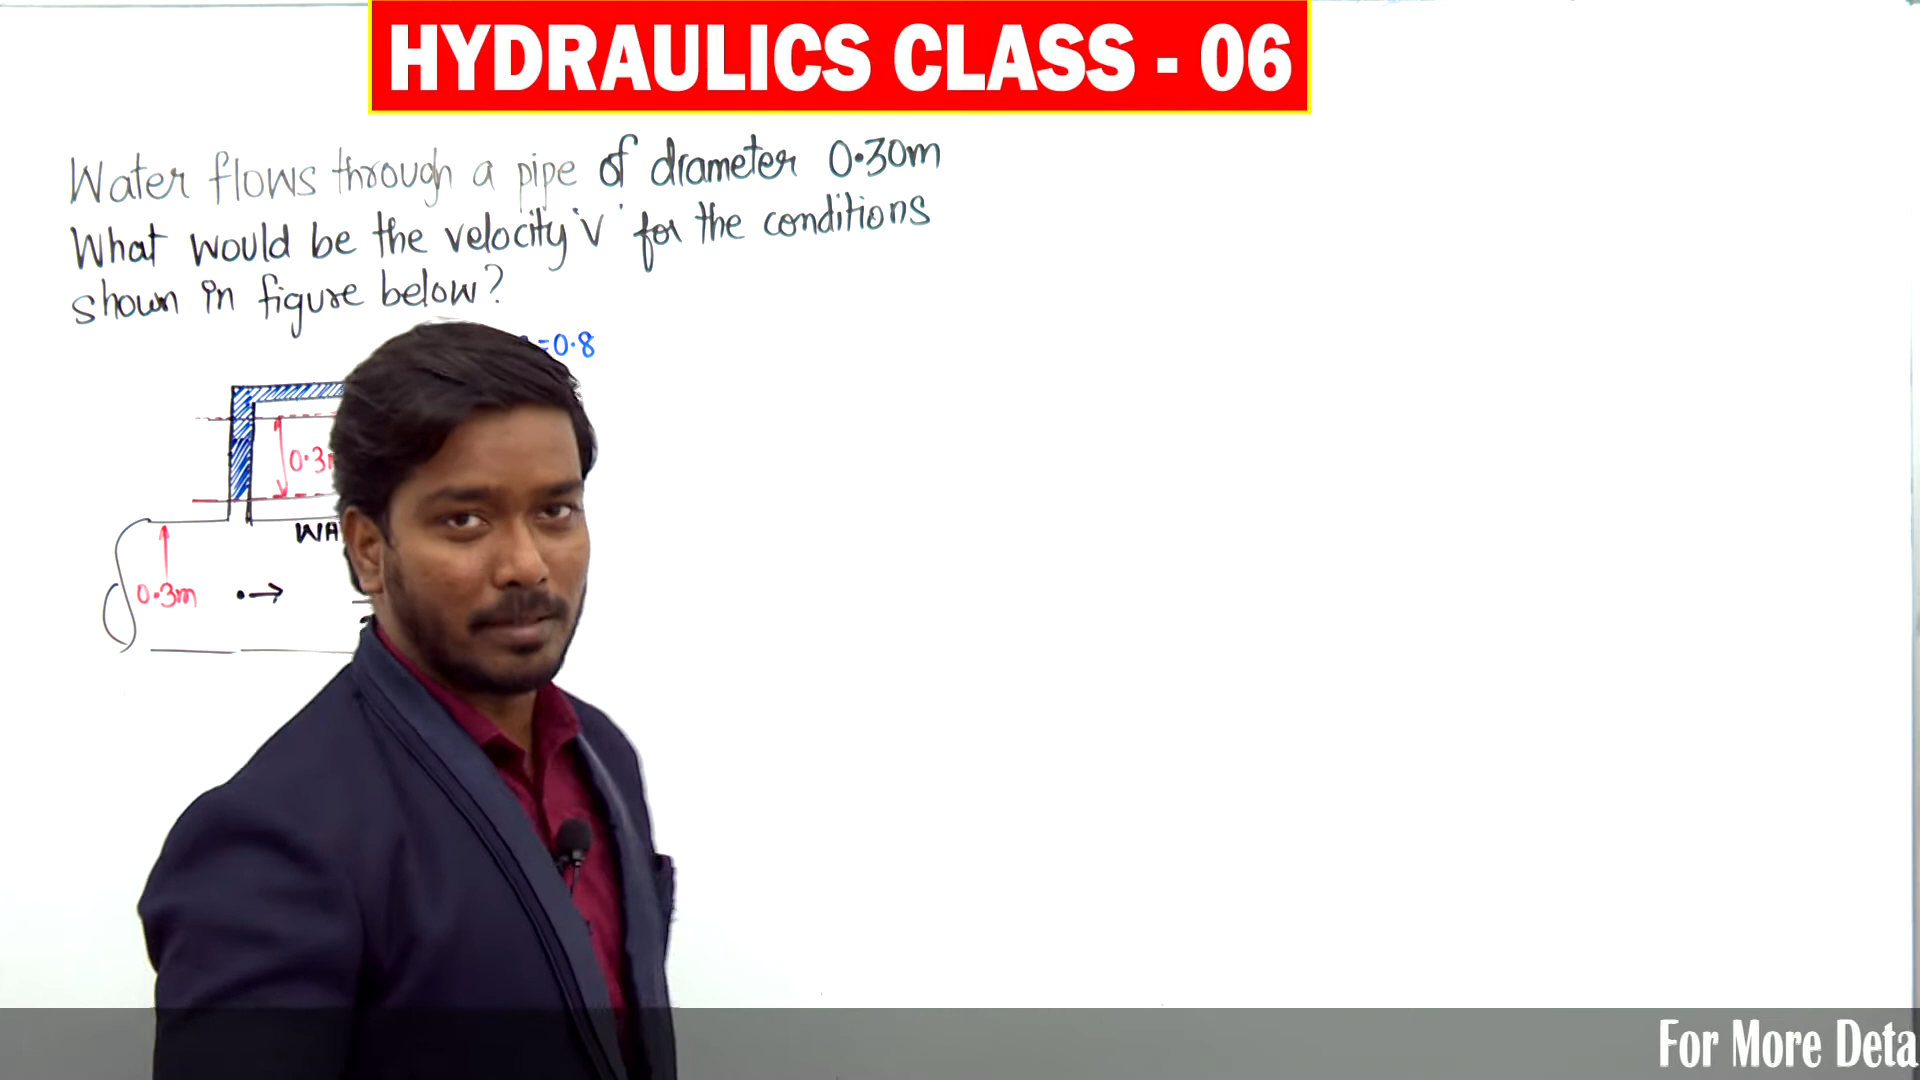 HYDRAULICS CLASS - 06
Water flows through a pipe of diameter 0.30m
What would be the velocity 'v' for the conditions
shown in figure below?
=0.8
0.3
WA
0.3m
For More Deta